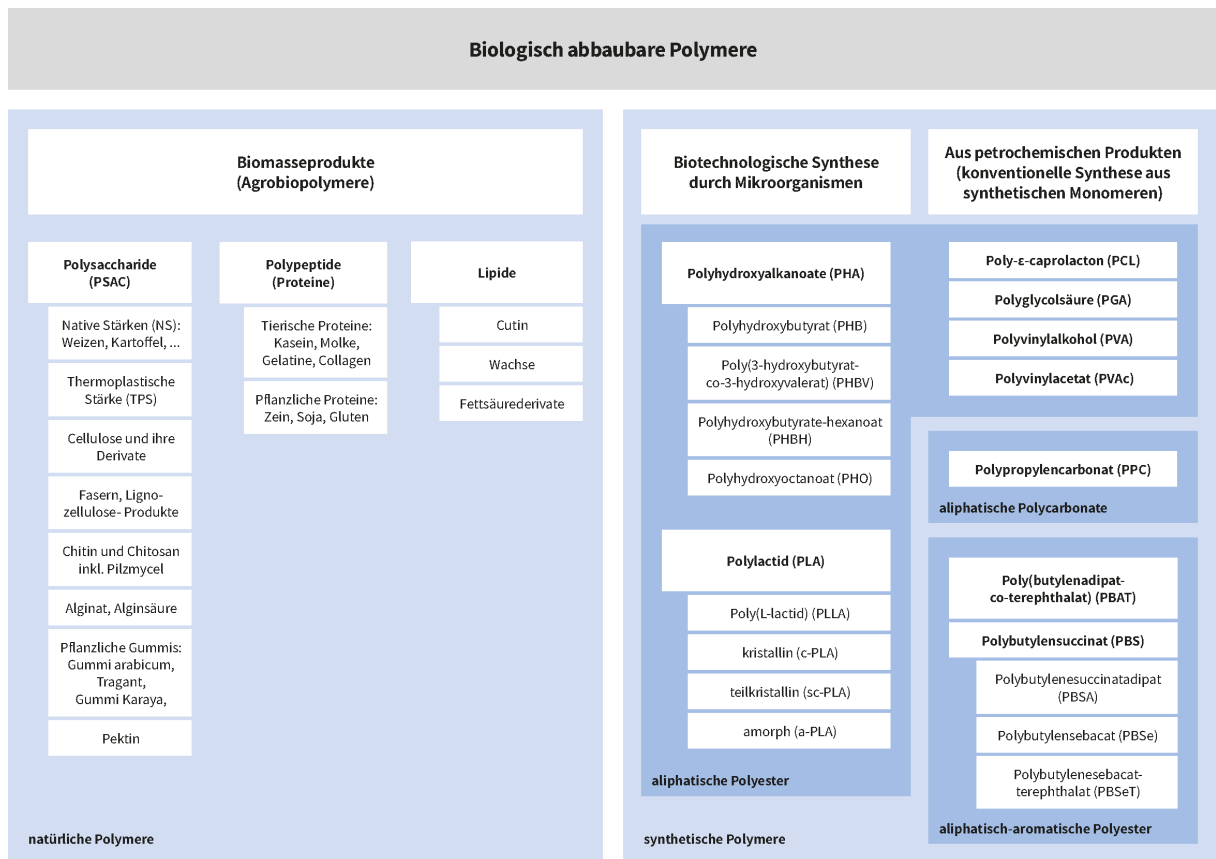 Biologisch abbaubare Polymere
Biomasseprodukte
(Agrobiopolymere)
Polysaccharide
(PSAC)
Native Stärken (NS):
Weizen, Kartoffel, ...
Thermoplastische
Stärke (TPS)
Cellulose und ihre
Derivate
Fasern, Ligno-
zellulose- Produkte
Chitin und Chitosan
inkl. Pilzmycel
Alginat, Alginsäure
Pflanzliche Gummis:
Gummi arabicum,
Tragant,
Gummi Karaya,
Pektin
Polypeptide
(Proteine)
Tierische Proteine:
Kasein, Molke,
Gelatine, Collagen
Pflanzliche Proteine:
Zein, Soja, Gluten
Lipide
Cutin
Wachse
Fettsäurederivate
natürliche Polymere
Biotechnologische Synthese
durch Mikroorganismen
Polyhydroxyalkanoate (PHA)
Polyhydroxybutyrat (PHB)
Poly(3-hydroxybutyrat-
co-3-hydroxyvalerat) (PHBV)
Polyhydroxybutyrate-hexanoat
(PHBH)
Polyhydroxyoctanoat (PHO)
Polylactid (PLA)
Poly(L-lactid) (PLLA)
kristallin (c-PLA)
teilkristallin (sc-PLA)
amorph (a-PLA)
aliphatische Polyester
Aus petrochemischen Produkten
(konventionelle Synthese aus
synthetischen Monomeren)
Poly-ε-caprolacton (PCL)
Polyglycolsäure (PGA)
Polyvinylalkohol (PVA)
Polyvinylacetat (PVAc)
Polypropylencarbonat (PPC)
aliphatische Polycarbonate
Poly(butylenadipat-
co-terephthalat) (PBAT)
Polybutylensuccinat (PBS)
Polybutylenesuccinatadipat
(PBSA)
Polybutylensebacat (PBSe)
Polybutylenesebacat-
terephthalat (PBSeT)
aliphatisch-aromatische Polyester
synthetische Polymere